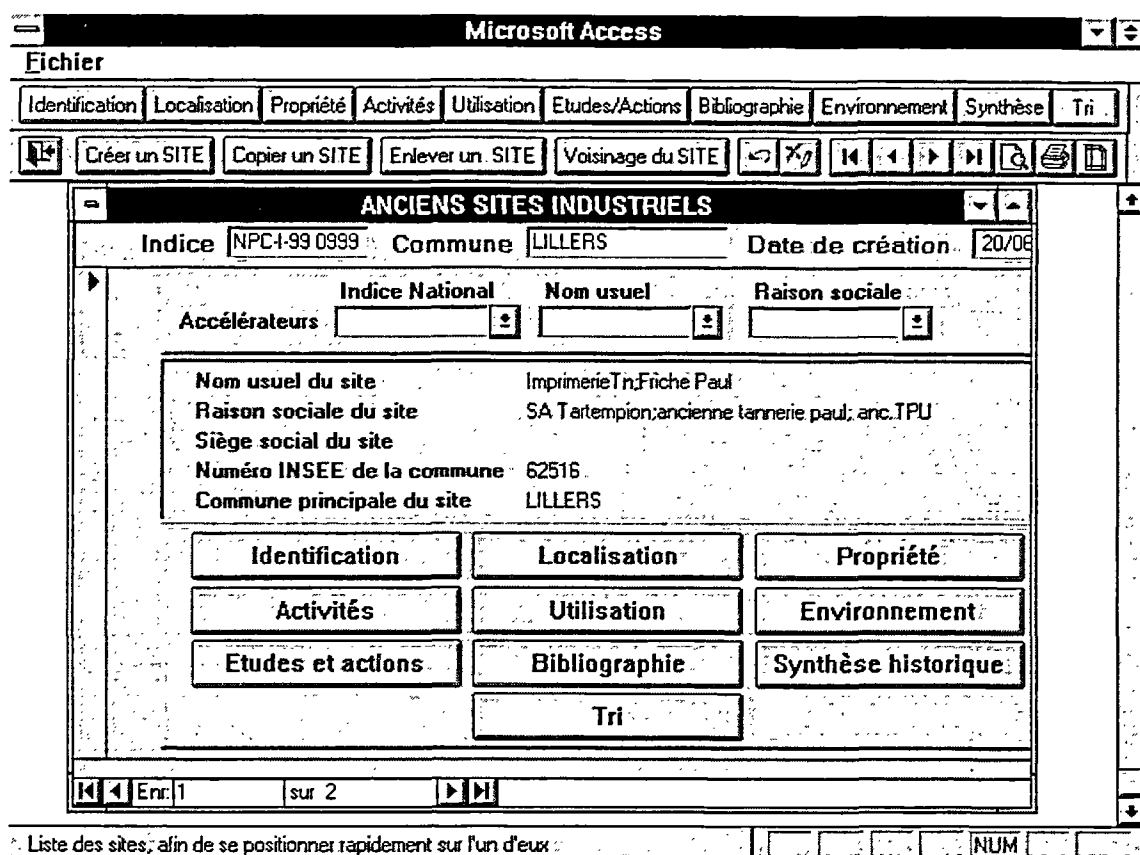 Microsoft Access
Fichier
Identification Localisation Propriété Activités Utilisation Etudes/Actions Bibliographie Environnement Synthèse Tri
Créer un SITE Copier un SITE Enlever un SITE Voisinage du SITE
ANCIENS SITES INDUSTRIELS
Indice NPC-I-99 0999 Commune LILLERS Date de création 20/06
Indice National Nom usuel Raison sociale
Accélérateurs
Nom usuel du site ImprimerieTn;Friche Paul
Raison sociale du site SA Tartempion;ancienne tannerie paul; anc.TPU
Siège social du site
Numéro INSEE de la commune 62516
Commune principale du site LILLERS
Identification Localisation Propriété
Activités Utilisation Environnement
Etudes et actions Bibliographie Synthèse historique
Tri
Enr: 1 sur 2
Liste des sites, afin de se positionner rapidement sur l'un d'eux NUM